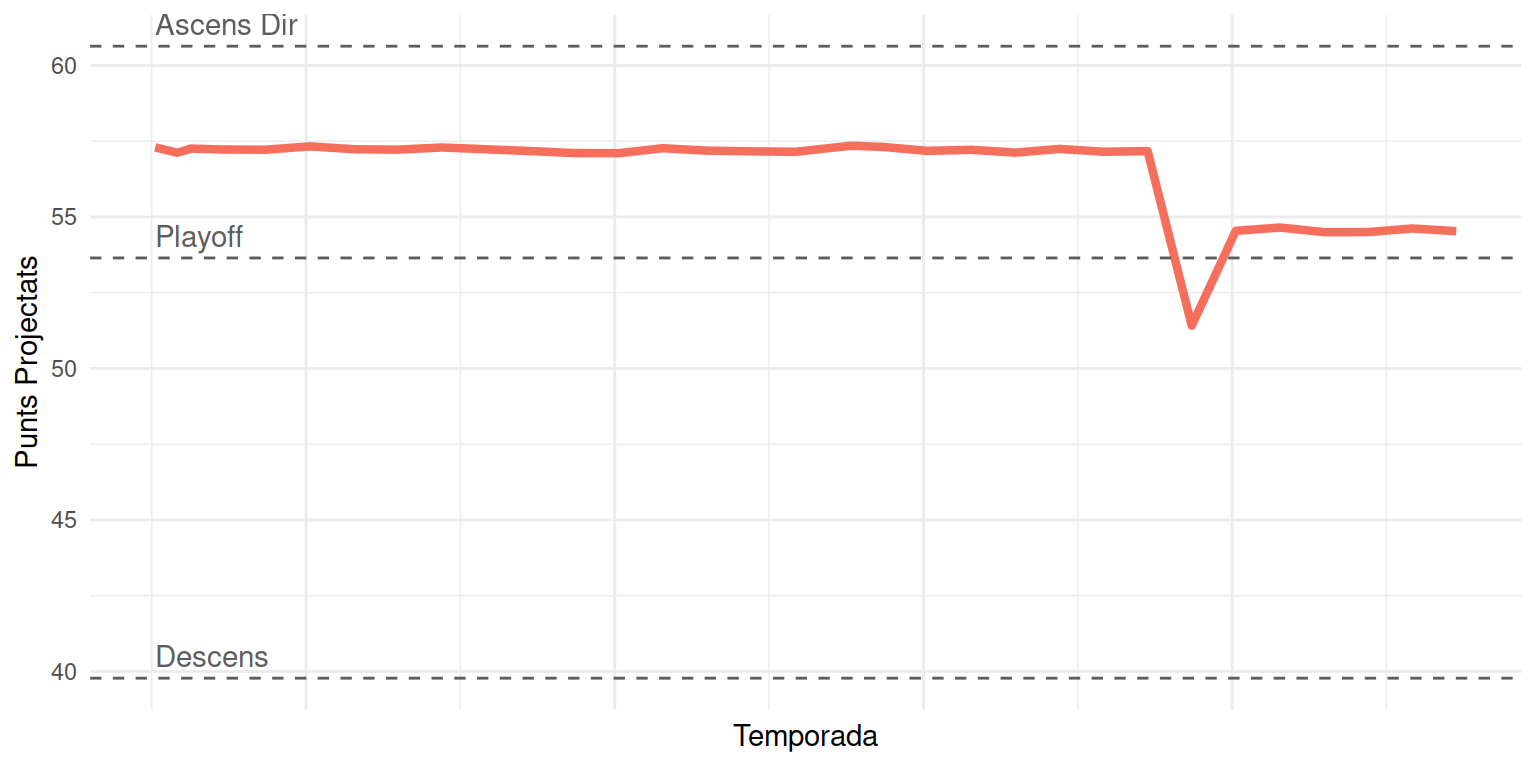 Ascens Dir
60
55
Playoff
50
45
Descens
40
Punts Projectats
Temporada